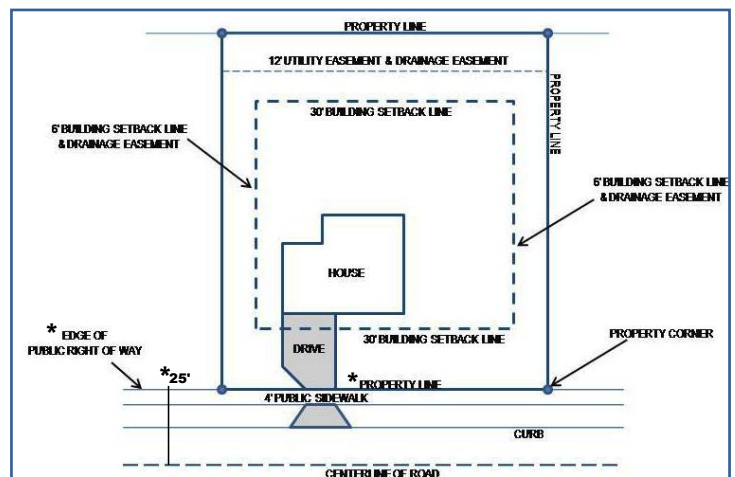 PROPERTY LINE
12' UTILITY EASEMENT & DRAINAGE EASEMENT
PROPERTY LINE
30' BUILDING SETBACK LINE
6' BUILDING SETBACK LINE
& DRAINAGE EASEMENT
6' BUILDING SETBACK LINE
& DRAINAGE EASEMENT
HOUSE
* EDGE OF
PUBLIC RIGHT OF WAY
DRIVE
30' BUILDING SETBACK LINE
PROPERTY CORNER
*25'
* PROPERTY LINE
4' PUBLIC SIDEWALK
CURB
CENTERLINE OF ROAD